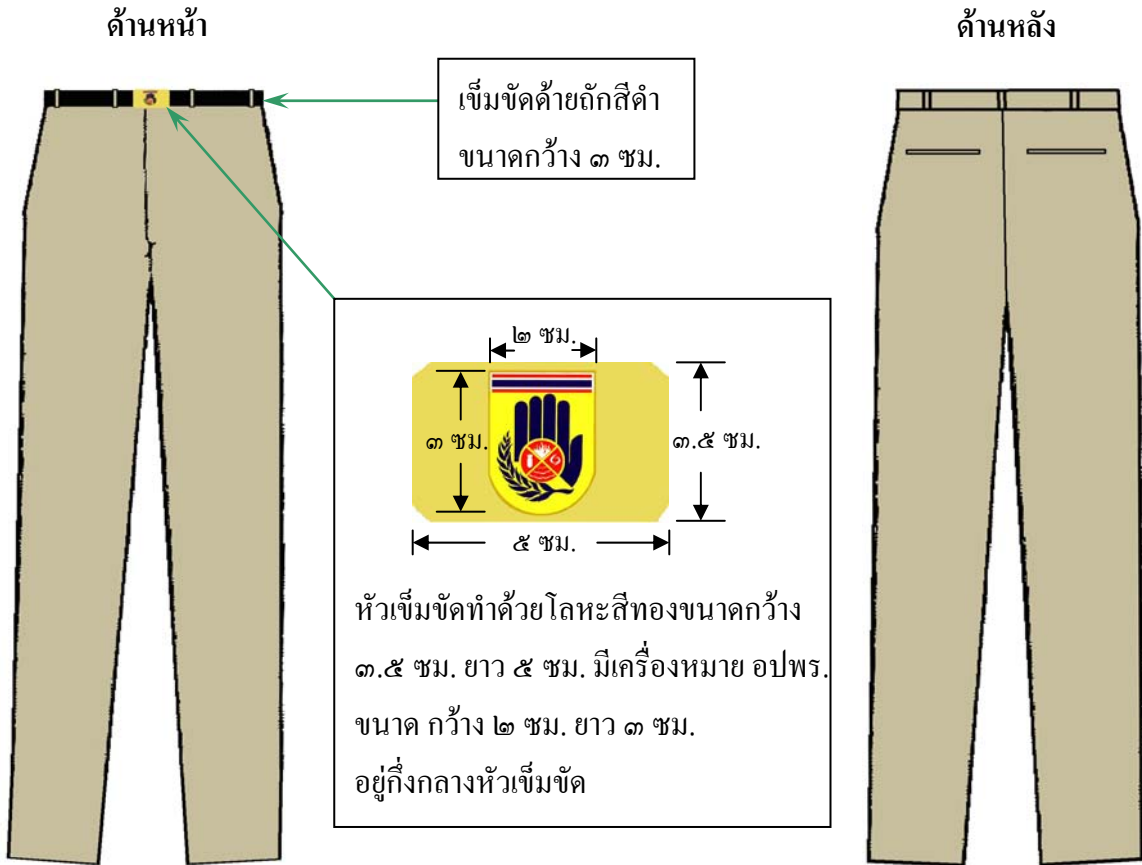 ด้านหน้า
ด้านหลัง
เข็มขัดด้ายถักสีดำ
ขนาดกว้าง ๓ ซม.
๒ ซม.
๓ ซม.
๓.๕ ซม.
๕ ซม.
หัวเข็มขัดทำด้วยโลหะสีทองขนาดกว้าง
๓.๕ ซม. ยาว ๕ ซม. มีเครื่องหมาย อปพร.
ขนาด กว้าง ๒ ซม. ยาว ๓ ซม.
อยู่กึ่งกลางหัวเข็มขัด